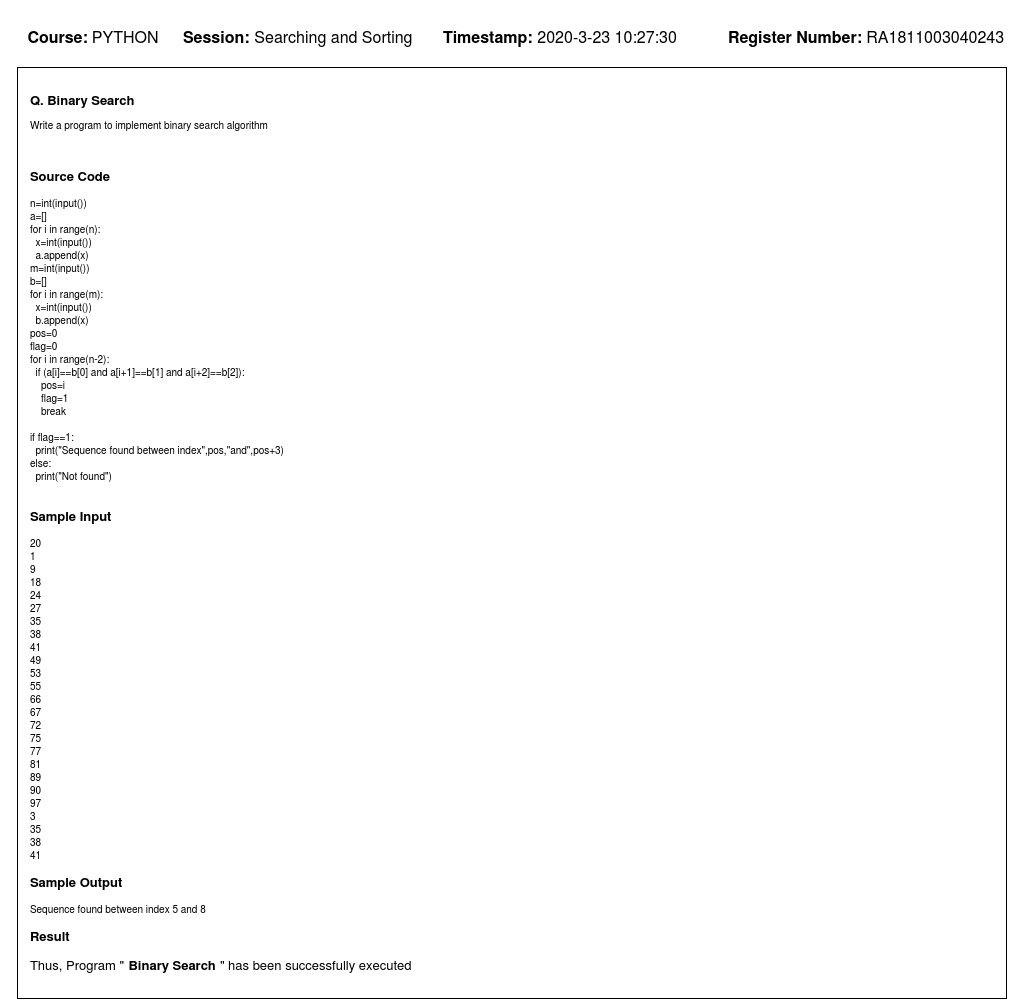 Course: PYTHON Session: Searching and Sorting Timestamp: 2020-3-23 10:27:30 Register Number: RA1811003040243
Q. Binary Search
Write a program to implement binary search algorithm
Source Code
n=int(input())
a=[]
for i in range(n):
  x=int(input())
  a.append(x)
m=int(input())
b=[]
for i in range(m):
  x=int(input())
  b.append(x)
pos=0
flag=0
for i in range(n-2):
  if (a[i]==b[0] and a[i+1]==b[1] and a[i+2]==b[2]):
    pos=i
    flag=1
    break
if flag==1:
  print("Sequence found between index",pos,"and",pos+3)
else:
  print("Not found")
Sample Input
20
1
9
18
24
27
35
38
41
49
53
55
66
67
72
75
77
81
89
90
97
3
35
38
41
Sample Output
Sequence found between index 5 and 8
Result
Thus, Program " Binary Search " has been successfully executed